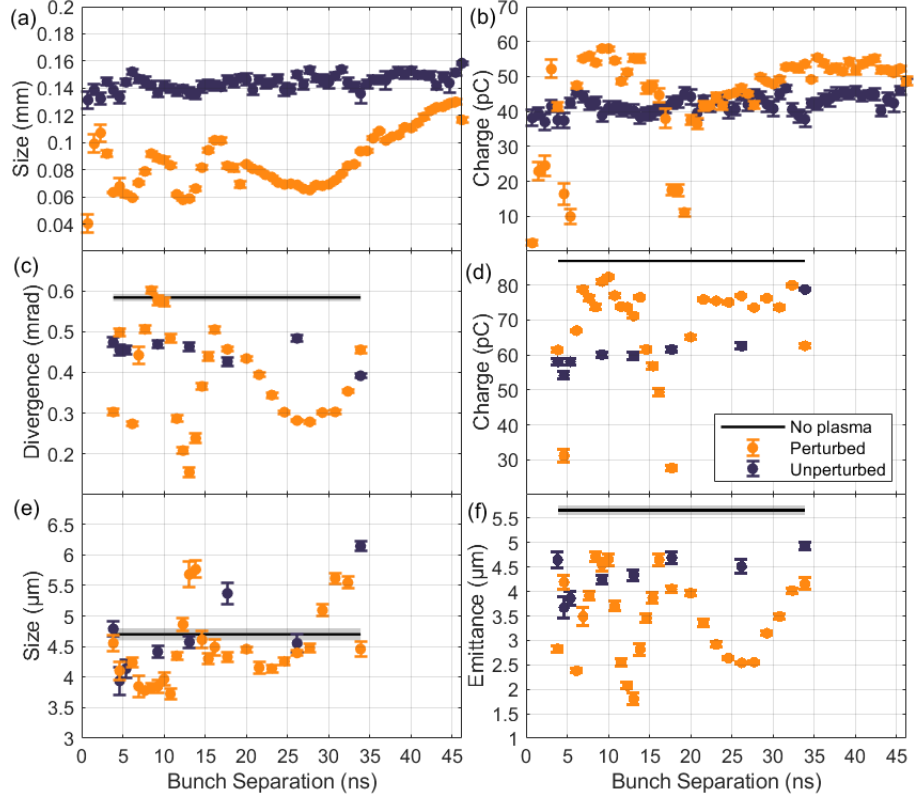 (a)
0.2
0.18
0.16
0.14
0.12
0.1
0.08
0.06
0.04
Size (mm)
(b)
70
60
50
40
30
20
10
Charge (pC)
(c)
0.6
0.5
0.4
0.3
0.2
Divergence (mrad)
(d)
80
70
60
50
40
30
Charge (pC)
No plasma
Perturbed
Unperturbed
(e)
6.5
6
5.5
5
4.5
4
3.5
3
Size (μm)
0 5 10 15 20 25 30 35 40 45
Bunch Separation (ns)
(f)
5.5
5
4.5
4
3.5
3
2.5
2
1.5
1
Emittance (μm)
0 5 10 15 20 25 30 35 40 45
Bunch Separation (ns)